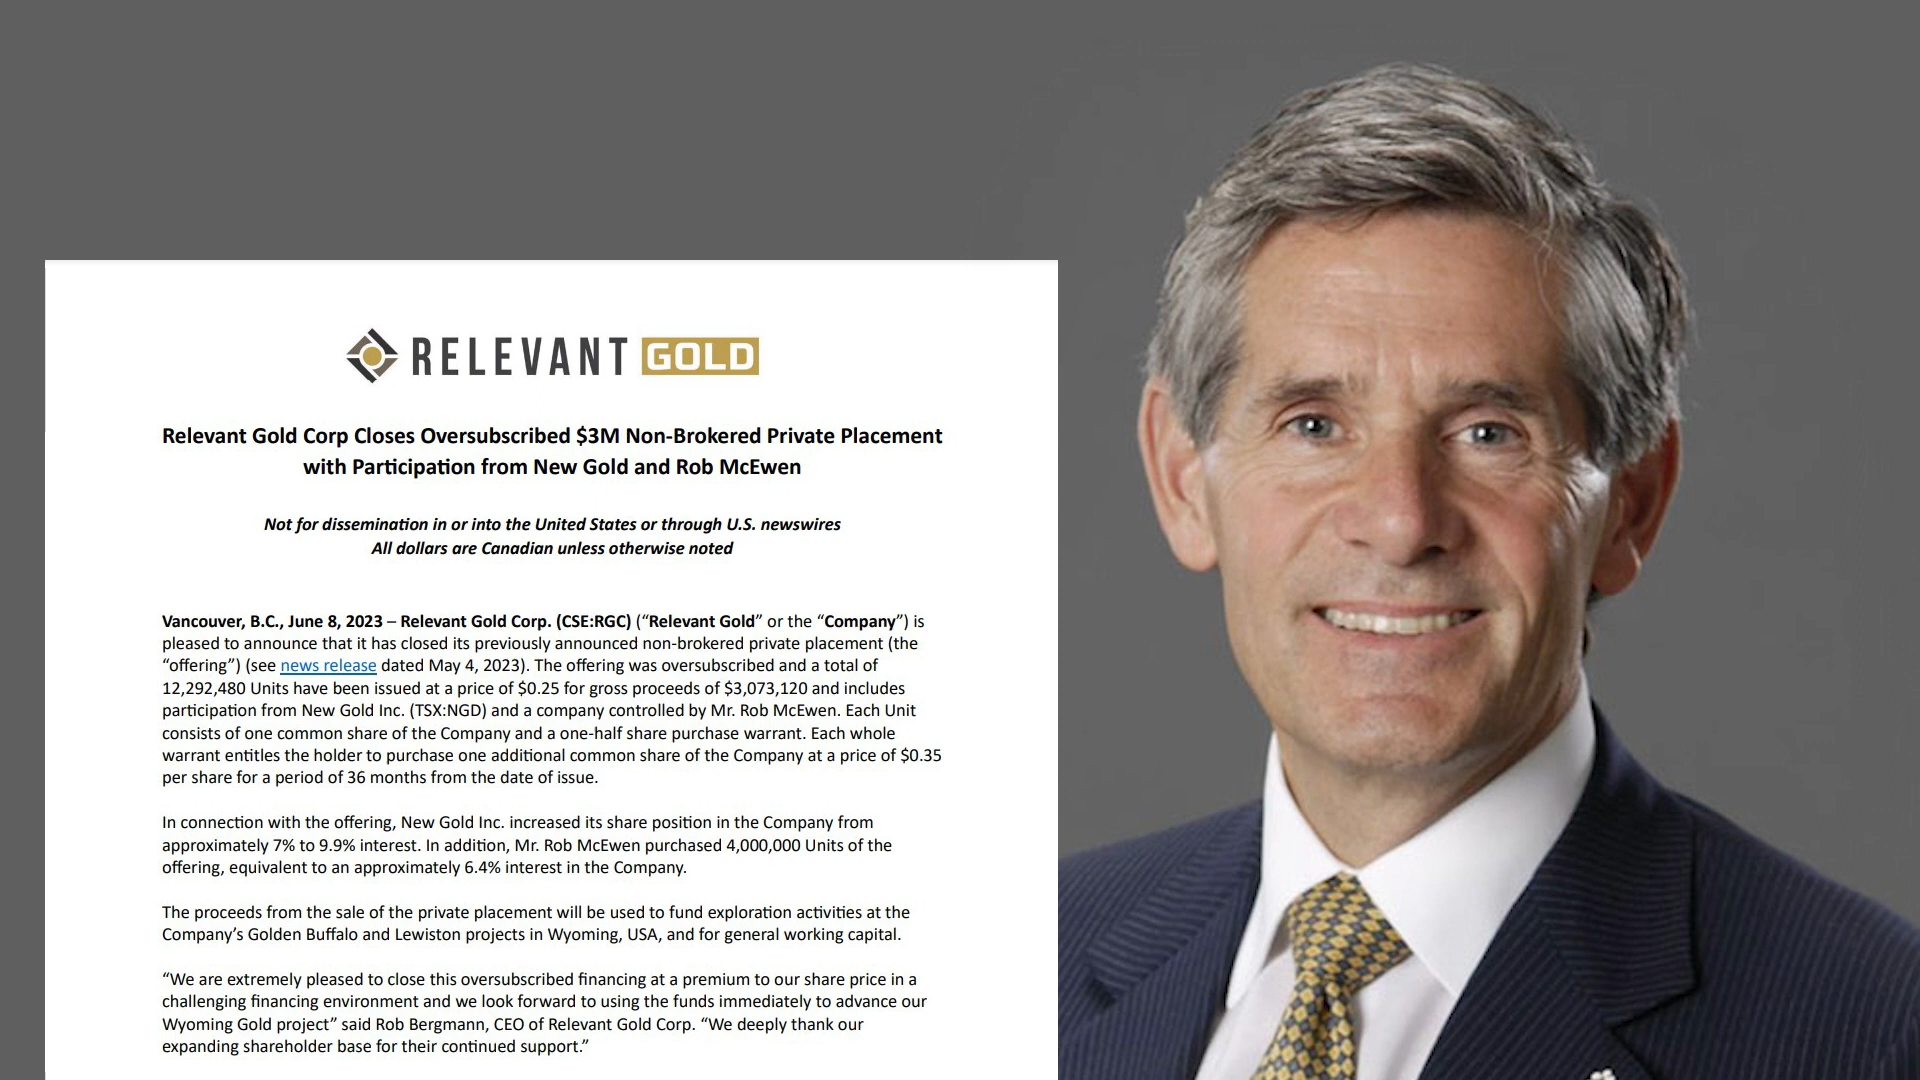 RELEVANT GOLD
Relevant Gold Corp Closes Oversubscribed $3M Non-Brokered Private Placement
with Participation from New Gold and Rob McEwen
Not for dissemination in or into the United States or through U.S. newswires
All dollars are Canadian unless otherwise noted
Vancouver, B.C., June 8, 2023 – Relevant Gold Corp. (CSE:RGC) (“Relevant Gold” or the “Company”) is
pleased to announce that it has closed its previously announced non-brokered private placement (the
“offering”) (see news release dated May 4, 2023). The offering was oversubscribed and a total of
12,292,480 Units have been issued at a price of $0.25 for gross proceeds of $3,073,120 and includes
participation from New Gold Inc. (TSX:NGD) and a company controlled by Mr. Rob McEwen. Each Unit
consists of one common share of the Company and a one-half share purchase warrant. Each whole
warrant entitles the holder to purchase one additional common share of the Company at a price of $0.35
per share for a period of 36 months from the date of issue.
In connection with the offering, New Gold Inc. increased its share position in the Company from
approximately 7% to 9.9% interest. In addition, Mr. Rob McEwen purchased 4,000,000 Units of the
offering, equivalent to an approximately 6.4% interest in the Company.
The proceeds from the sale of the private placement will be used to fund exploration activities at the
Company’s Golden Buffalo and Lewiston projects in Wyoming, USA, and for general working capital.
“We are extremely pleased to close this oversubscribed financing at a premium to our share price in a
challenging financing environment and we look forward to using the funds immediately to advance our
Wyoming Gold project” said Rob Bergmann, CEO of Relevant Gold Corp. “We deeply thank our
expanding shareholder base for their continued support.”